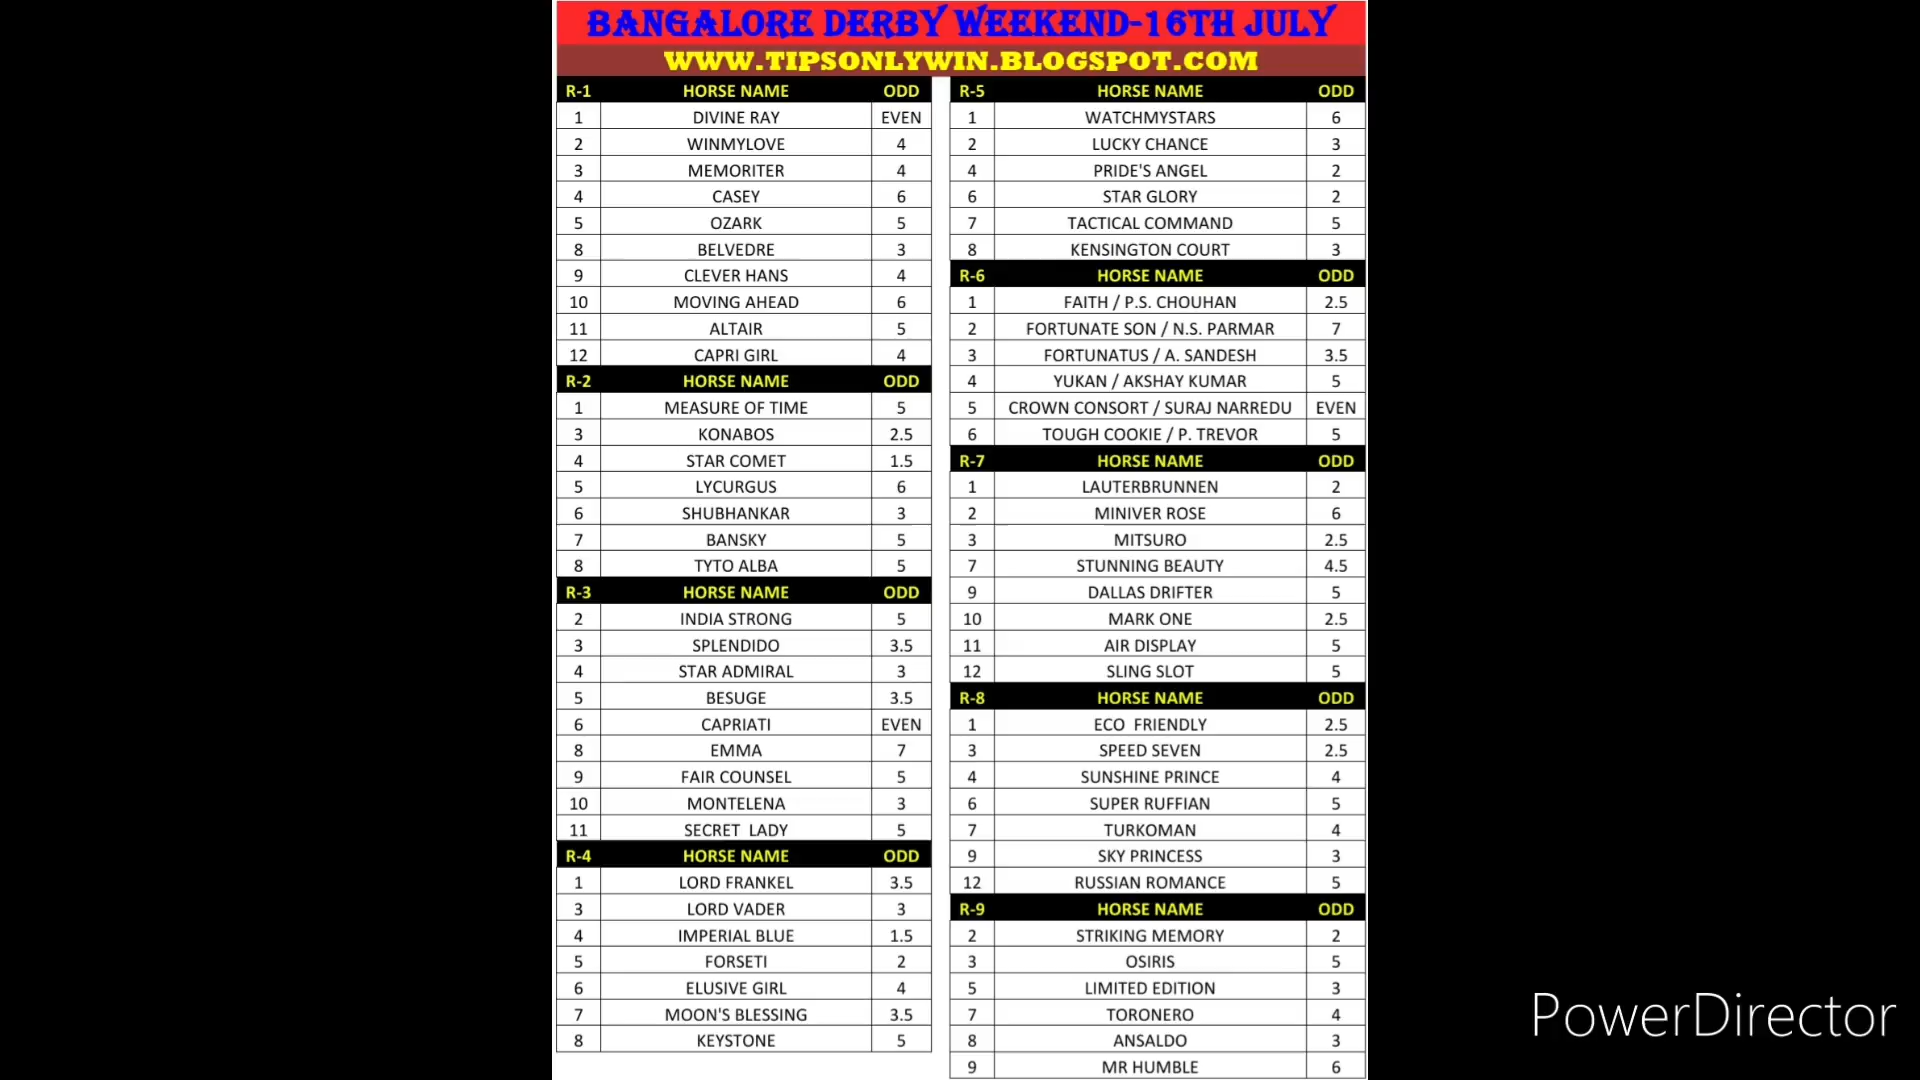 BANGALORE DERBY WEEKEND-16TH JULY
WWW.TIPSONLYWIN.BLOGSPOT.COM
R-1 HORSE NAME ODD
1 DIVINE RAY EVEN
2 WINMYLOVE 4
3 MEMORITER 4
4 CASEY 6
5 OZARK 5
8 BELVEDRE 3
9 CLEVER HANS 4
10 MOVING AHEAD 6
11 ALTAIR 5
12 CAPRI GIRL 4
R-2 HORSE NAME ODD
1 MEASURE OF TIME 5
3 KONABOS 2.5
4 STAR COMET 1.5
5 LYCURGUS 6
6 SHUBHANKAR 3
7 BANSKY 5
8 TYTO ALBA 5
R-3 HORSE NAME ODD
2 INDIA STRONG 5
3 SPLENDIDO 3.5
4 STAR ADMIRAL 3
5 BESUGE 3.5
6 CAPRIATI EVEN
8 EMMA 7
9 FAIR COUNSEL 5
10 MONTELENA 3
11 SECRET LADY 5
R-4 HORSE NAME ODD
1 LORD FRANKEL 3.5
3 LORD VADER 3
4 IMPERIAL BLUE 1.5
5 FORSETI 2
6 ELUSIVE GIRL 4
7 MOON'S BLESSING 3.5
8 KEYSTONE 5
R-5 HORSE NAME ODD
1 WATCHMYSTARS 6
2 LUCKY CHANCE 3
4 PRIDE'S ANGEL 2
6 STAR GLORY 2
7 TACTICAL COMMAND 5
8 KENSINGTON COURT 3
R-6 HORSE NAME ODD
1 FAITH / P.S. CHOUHAN 2.5
2 FORTUNATE SON / N.S. PARMAR 7
3 FORTUNATUS / A. SANDESH 3.5
4 YUKAN / AKSHAY KUMAR 5
5 CROWN CONSORT / SURAJ NARREDU EVEN
6 TOUGH COOKIE / P. TREVOR 5
R-7 HORSE NAME ODD
1 LAUTERBRUNNEN 2
2 MINIVER ROSE 6
3 MITSURO 2.5
7 STUNNING BEAUTY 4.5
9 DALLAS DRIFTER 5
10 MARK ONE 2.5
11 AIR DISPLAY 5
12 SLING SLOT 5
R-8 HORSE NAME ODD
1 ECO FRIENDLY 2.5
3 SPEED SEVEN 2.5
4 SUNSHINE PRINCE 4
6 SUPER RUFFIAN 5
7 TURKOMAN 4
9 SKY PRINCESS 3
12 RUSSIAN ROMANCE 5
R-9 HORSE NAME ODD
2 STRIKING MEMORY 2
3 OSIRIS 5
5 LIMITED EDITION 3
7 TORONERO 4
8 ANSALDO 3
9 MR HUMBLE 6
PowerDirector